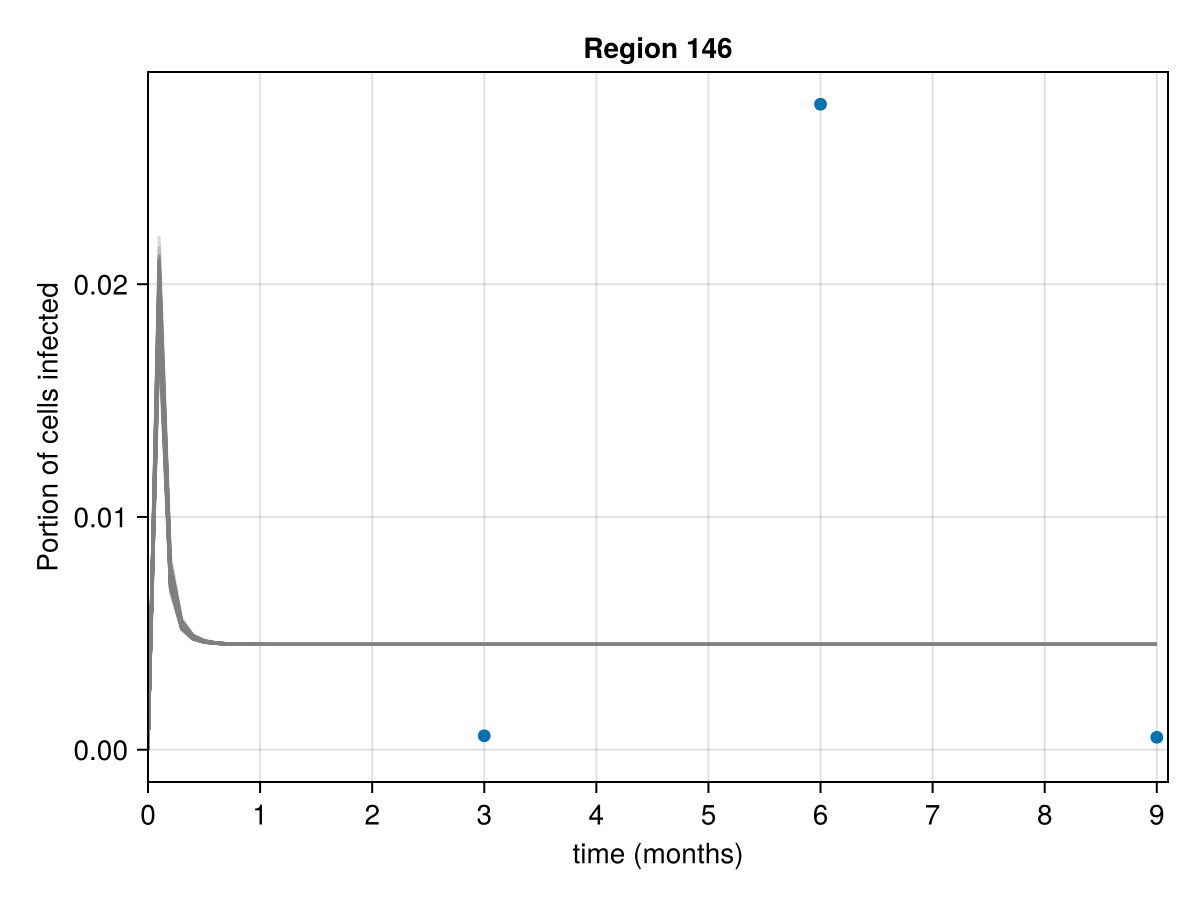 Region 146
Portion of cells infected
0.02
0.01
0.00
0 1 2 3 4 5 6 7 8 9
time (months)